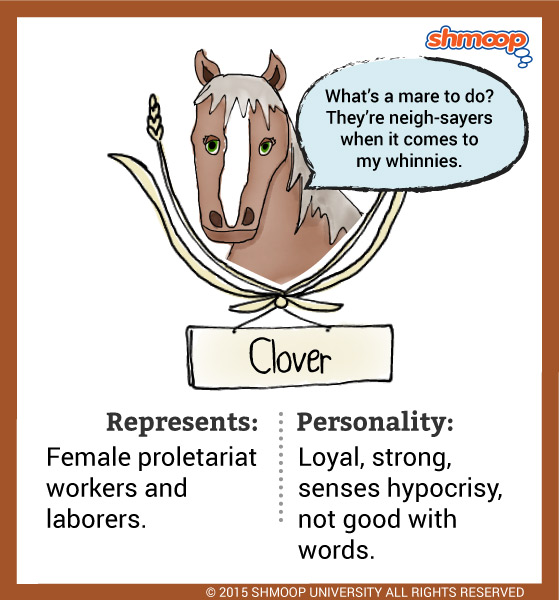 shmoop
What's a mare to do?
They're neigh-sayers
when it comes to
my whinnies.
Clover
Represents:
Female proletariat
workers and
laborers.
Personality:
Loyal, strong,
senses hypocrisy,
not good with
words.
© 2015 SHMOOP UNIVERSITY ALL RIGHTS RESERVED